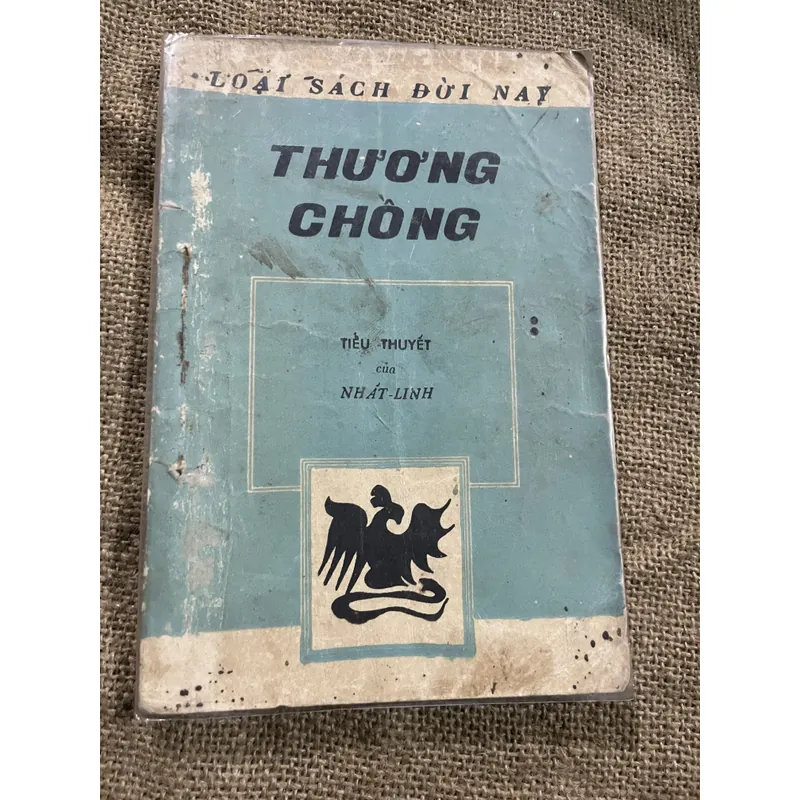 LOẠI SÁCH ĐỜI NAY
THƯƠNG
CHỒNG
TIỂU THUYẾT
của
NHẤT-LINH